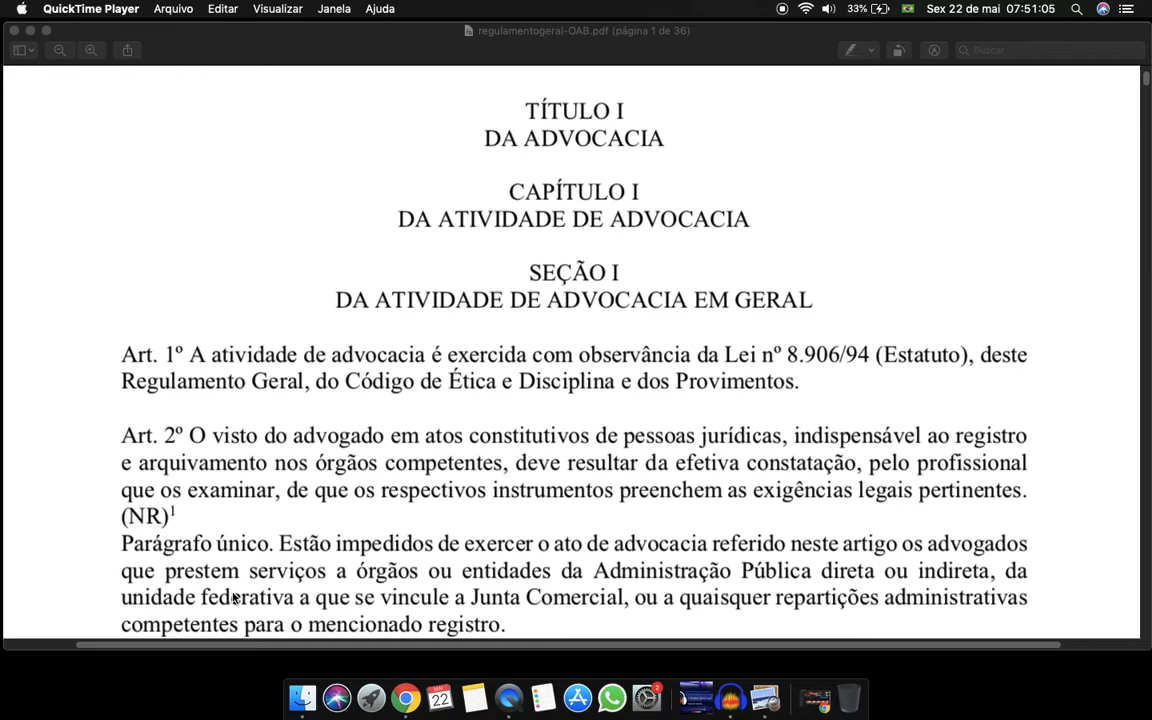 QuickTime Player Arquivo Editar Visualizar Janela Ajuda 33% Sex 22 de mai 07:51:05
regulamentogeral-OAB.pdf (página 1 de 36)
Buscar
TÍTULO I
DA ADVOCACIA
CAPÍTULO I
DA ATIVIDADE DE ADVOCACIA
SEÇÃO I
DA ATIVIDADE DE ADVOCACIA EM GERAL
Art. 1º A atividade de advocacia é exercida com observância da Lei nº 8.906/94 (Estatuto), deste
Regulamento Geral, do Código de Ética e Disciplina e dos Provimentos.
Art. 2º O visto do advogado em atos constitutivos de pessoas jurídicas, indispensável ao registro
e arquivamento nos órgãos competentes, deve resultar da efetiva constatação, pelo profissional
que os examinar, de que os respectivos instrumentos preenchem as exigências legais pertinentes.
(NR)¹
Parágrafo único. Estão impedidos de exercer o ato de advocacia referido neste artigo os advogados
que prestem serviços a órgãos ou entidades da Administração Pública direta ou indireta, da
unidade federativa a que se vincule a Junta Comercial, ou a quaisquer repartições administrativas
competentes para o mencionado registro.
22
2